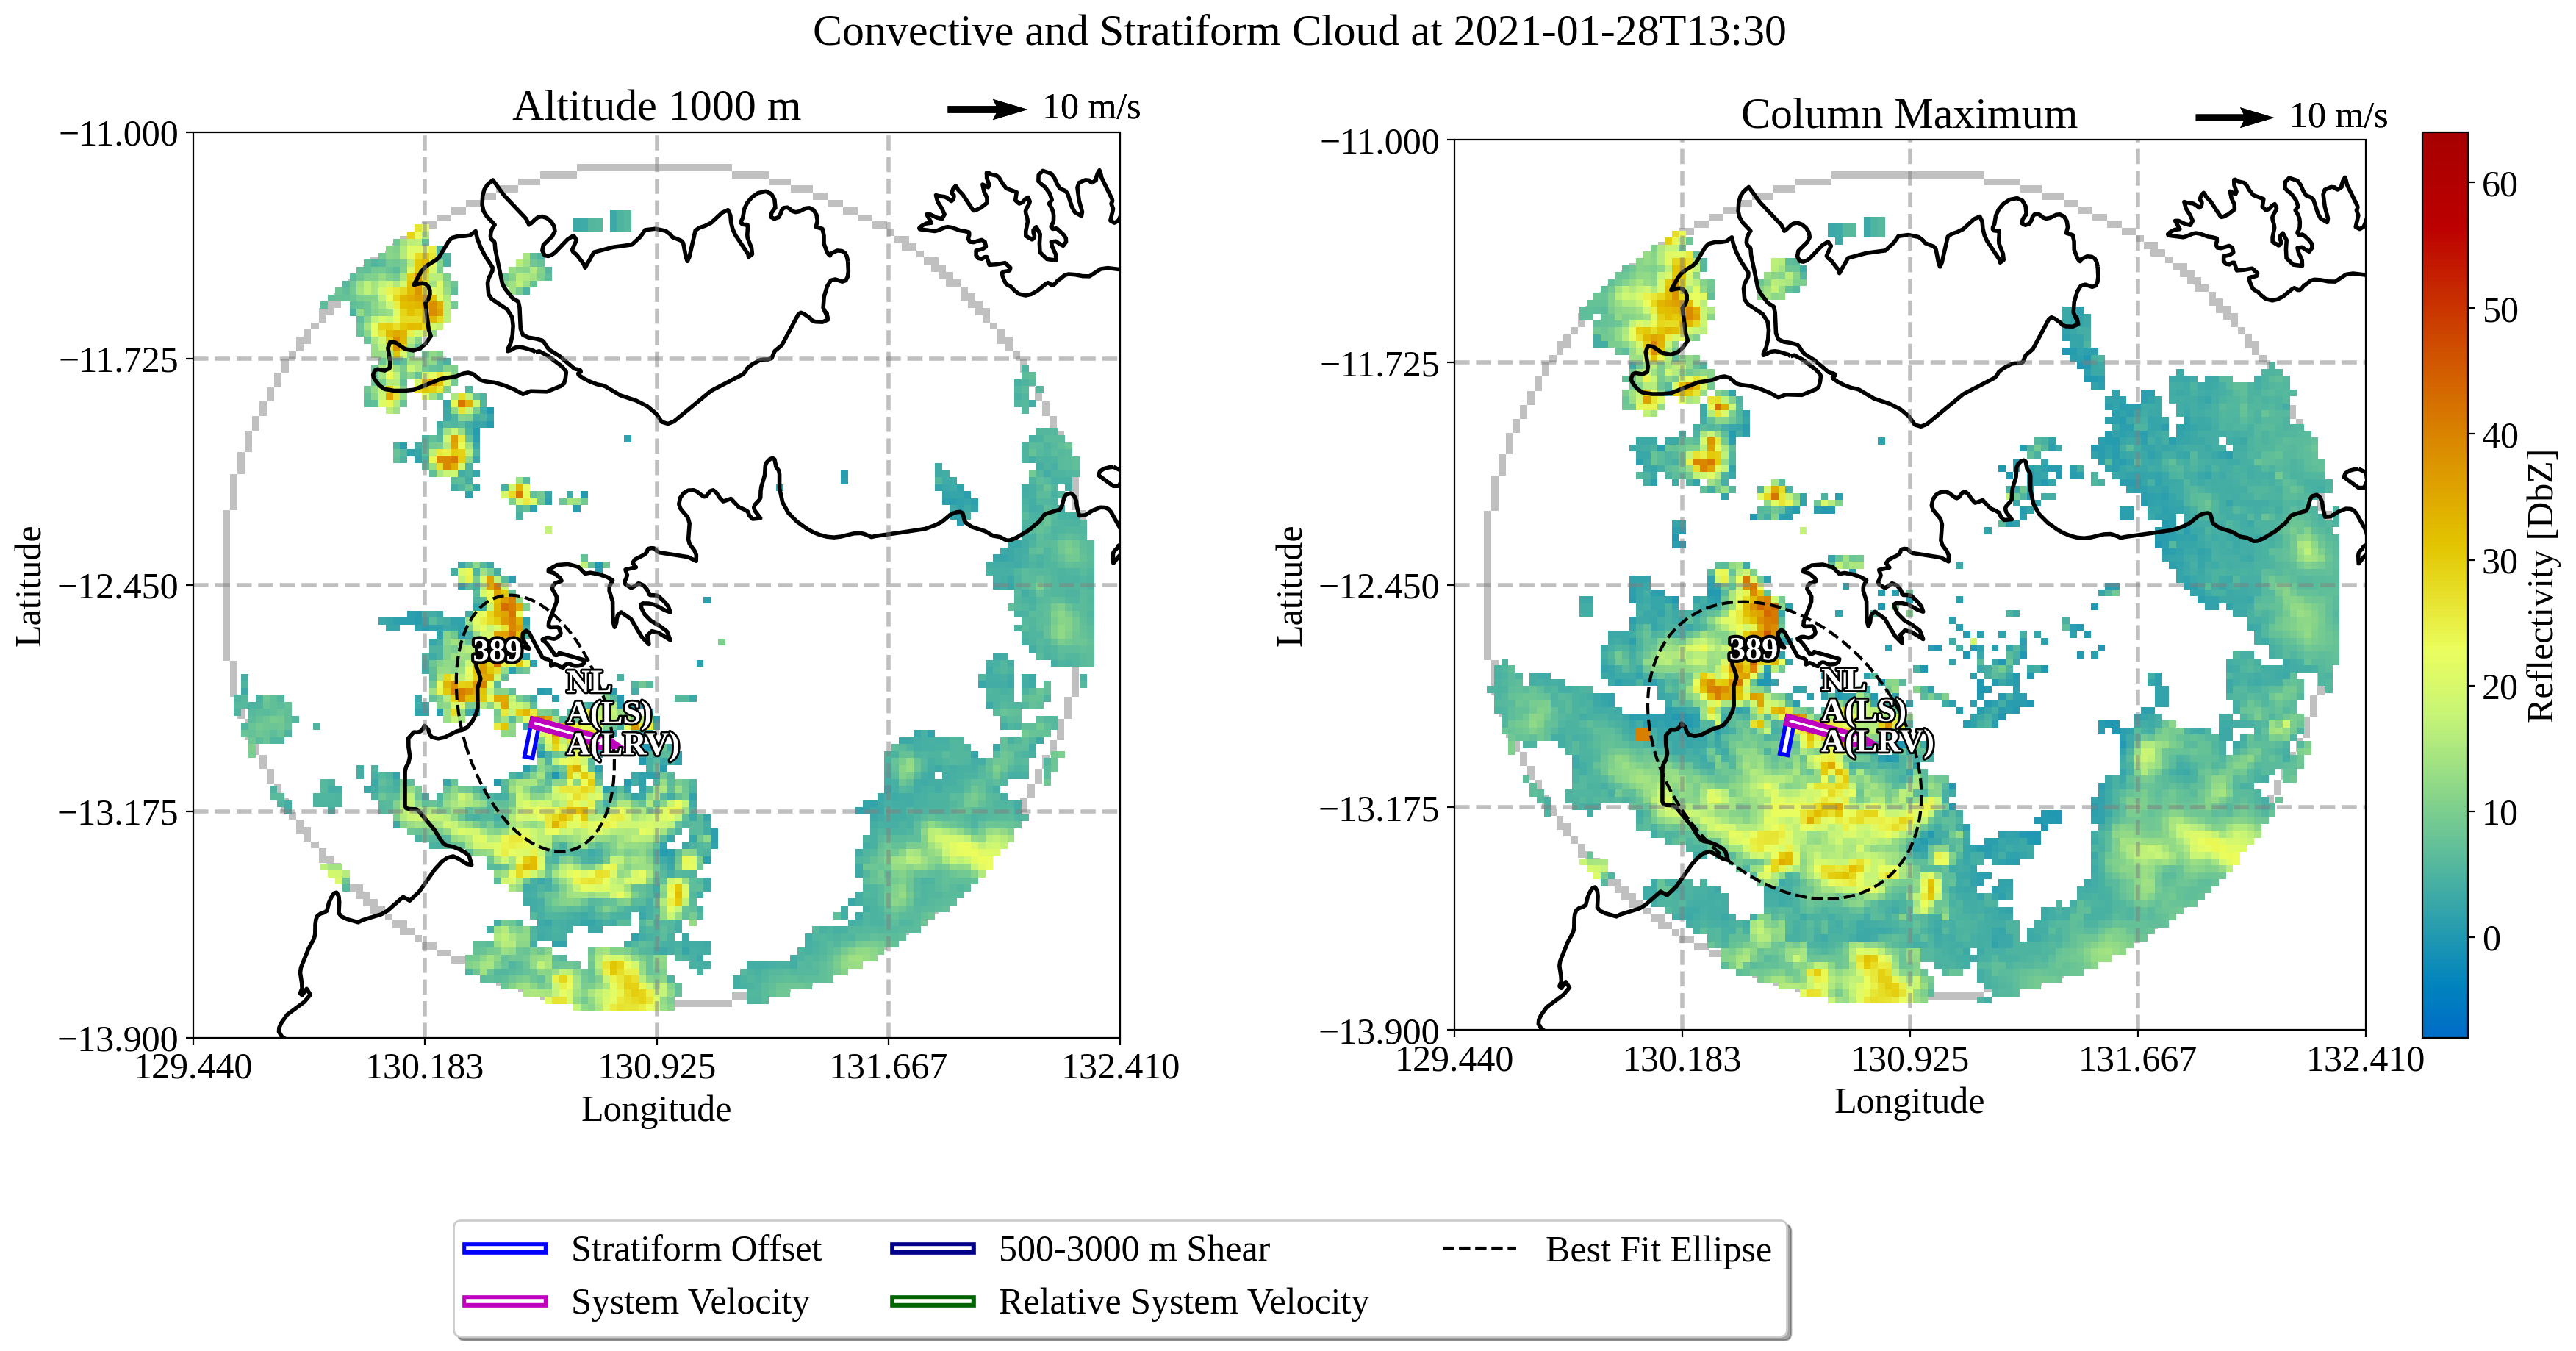 Convective and Stratiform Cloud at 2021-01-28T13:30
Altitude 1000 m
10 m/s
−11.000
−11.725
−12.450
−13.175
−13.900
Latitude
389
NL
A(LS)
A(LRV)
129.440
130.183
130.925
131.667
132.410
Longitude
Column Maximum
10 m/s
−11.000
−11.725
−12.450
−13.175
−13.900
Latitude
389
NL
A(LS)
A(LRV)
129.440
130.183
130.925
131.667
132.410
Longitude
60
50
40
30
20
10
0
Reflectivity [DbZ]
Stratiform Offset
System Velocity
500-3000 m Shear
Relative System Velocity
Best Fit Ellipse